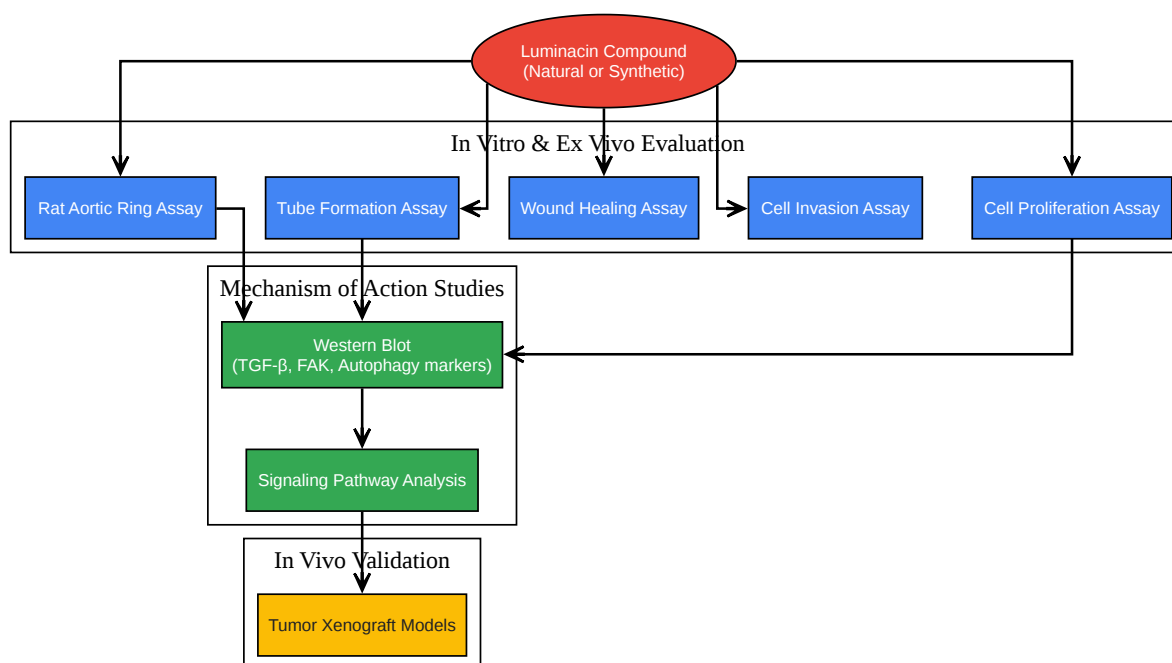 Luminacin Compound
(Natural or Synthetic)
In Vitro & Ex Vivo Evaluation
Rat Aortic Ring Assay
Tube Formation Assay
Wound Healing Assay
Cell Invasion Assay
Cell Proliferation Assay
Mechanism of Action Studies
Western Blot
(TGF-β, FAK, Autophagy markers)
Signaling Pathway Analysis
In Vivo Validation
Tumor Xenograft Models